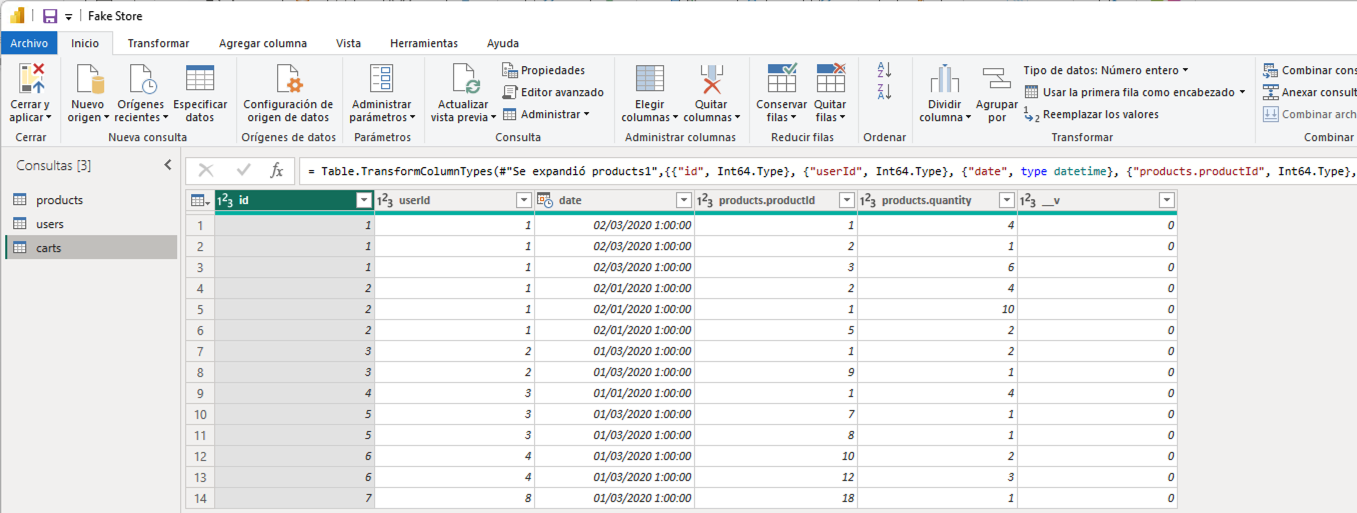 Fake Store
Archivo Inicio Transformar Agregar columna Vista Herramientas Ayuda
Cerrar y aplicar
Cerrar
Nuevo origen
Orígenes recientes
Especificar datos
Nueva consulta
Configuración de origen de datos
Orígenes de datos
Administrar parámetros
Parámetros
Actualizar vista previa
Propiedades
Editor avanzado
Administrar
Consulta
Elegir columnas
Quitar columnas
Administrar columnas
Conservar filas
Quitar filas
Reducir filas
A
Z
Z
A
Ordenar
Dividir columna
Agrupar por
Tipo de datos: Número entero
Usar la primera fila como encabezado
1 2 Reemplazar los valores
Transformar
Combinar cons
Anexar consult
Combinar arch
Combinar
Consultas [3]
products
users
carts
fx
= Table.TransformColumnTypes(#"Se expandió products1",{{"id", Int64.Type}, {"userId", Int64.Type}, {"date", type datetime}, {"products.productId", Int64.Type},
123 id 123 userId date 123 products.productId 123 products.quantity 123 __v
1 1 1 02/03/2020 1:00:00 1 4 0
2 1 1 02/03/2020 1:00:00 2 1 0
3 1 1 02/03/2020 1:00:00 3 6 0
4 2 1 02/01/2020 1:00:00 2 4 0
5 2 1 02/01/2020 1:00:00 1 10 0
6 2 1 02/01/2020 1:00:00 5 2 0
7 3 2 01/03/2020 1:00:00 1 2 0
8 3 2 01/03/2020 1:00:00 9 1 0
9 4 3 01/01/2020 1:00:00 1 4 0
10 5 3 01/03/2020 1:00:00 7 1 0
11 5 3 01/03/2020 1:00:00 8 1 0
12 6 4 01/03/2020 1:00:00 10 2 0
13 6 4 01/03/2020 1:00:00 12 3 0
14 7 8 01/03/2020 1:00:00 18 1 0